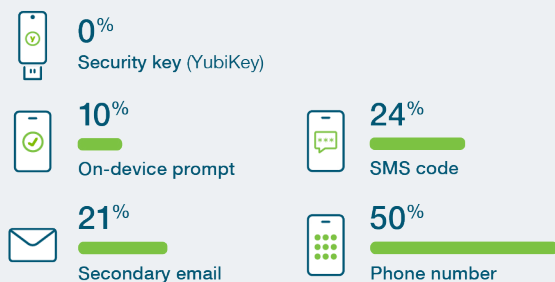 0%
Security key (YubiKey)
10%
On-device prompt
24%
SMS code
21%
Secondary email
50%
Phone number